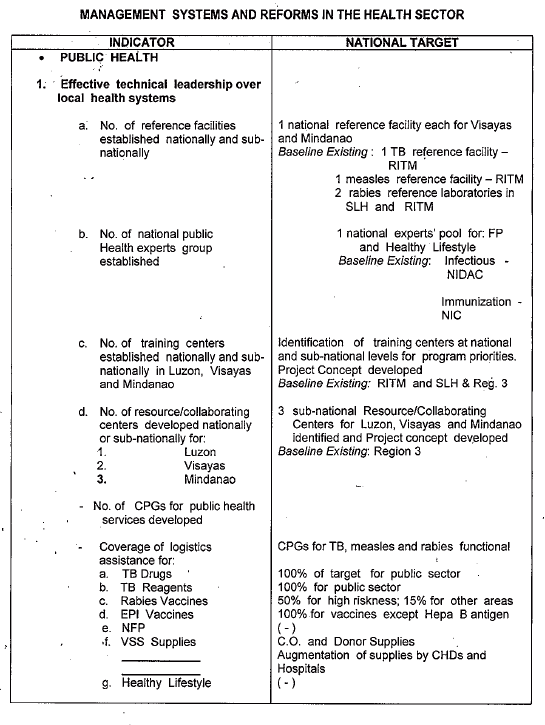 MANAGEMENT SYSTEMS AND REFORMS IN THE HEALTH SECTOR
INDICATOR
NATIONAL TARGET
• PUBLIC HEALTH
1. Effective technical leadership over
local health systems
a. No. of reference facilities
established nationally and sub-
nationally
1 national reference facility each for Visayas
and Mindanao
Baseline Existing : 1 TB reference facility –
RITM
1 measles reference facility – RITM
2 rabies reference laboratories in
SLH and RITM
b. No. of national public
Health experts group
established
1 national experts' pool for: FP
and Healthy Lifestyle
Baseline Existing: Infectious -
NIDAC
Immunization -
NIC
c. No. of training centers
established nationally and sub-
nationally in Luzon, Visayas
and Mindanao
Identification of training centers at national
and sub-national levels for program priorities.
Project Concept developed
Baseline Existing: RITM and SLH & Reg. 3
d. No. of resource/collaborating
centers developed nationally
or sub-nationally for:
1. Luzon
2. Visayas
3. Mindanao
3 sub-national Resource/Collaborating
Centers for Luzon, Visayas and Mindanao
identified and Project concept developed
Baseline Existing: Region 3
- No. of CPGs for public health
services developed
- Coverage of logistics
assistance for:
a. TB Drugs
b. TB Reagents
c. Rabies Vaccines
d. EPI Vaccines
e. NFP
f. VSS Supplies
g. Healthy Lifestyle
CPGs for TB, measles and rabies functional
100% of target for public sector
100% for public sector
50% for high riskness; 15% for other areas
100% for vaccines except Hepa B antigen
( - )
C.O. and Donor Supplies
Augmentation of supplies by CHDs and
Hospitals
( - )